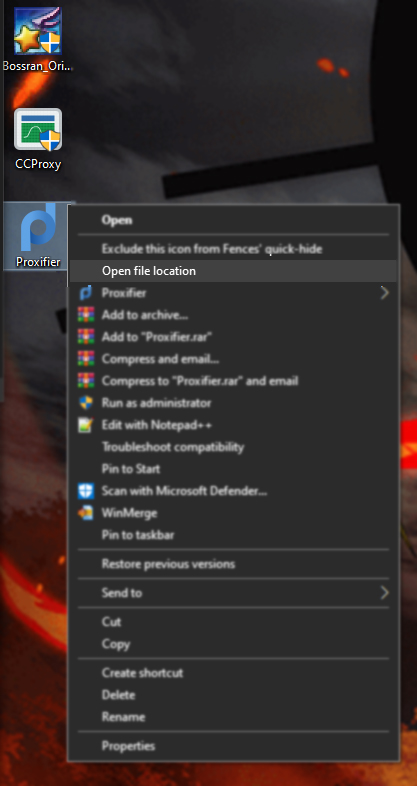 Bossran_Ori...
CCProxy
Proxifier
Open
Exclude this icon from Fences' quick-hide
Open file location
Proxifier
Add to archive...
Add to "Proxifier.rar"
Compress and email...
Compress to "Proxifier.rar" and email
Run as administrator
Edit with Notepad++
Troubleshoot compatibility
Pin to Start
Scan with Microsoft Defender...
WinMerge
Pin to taskbar
Restore previous versions
Send to
Cut
Copy
Create shortcut
Delete
Rename
Properties